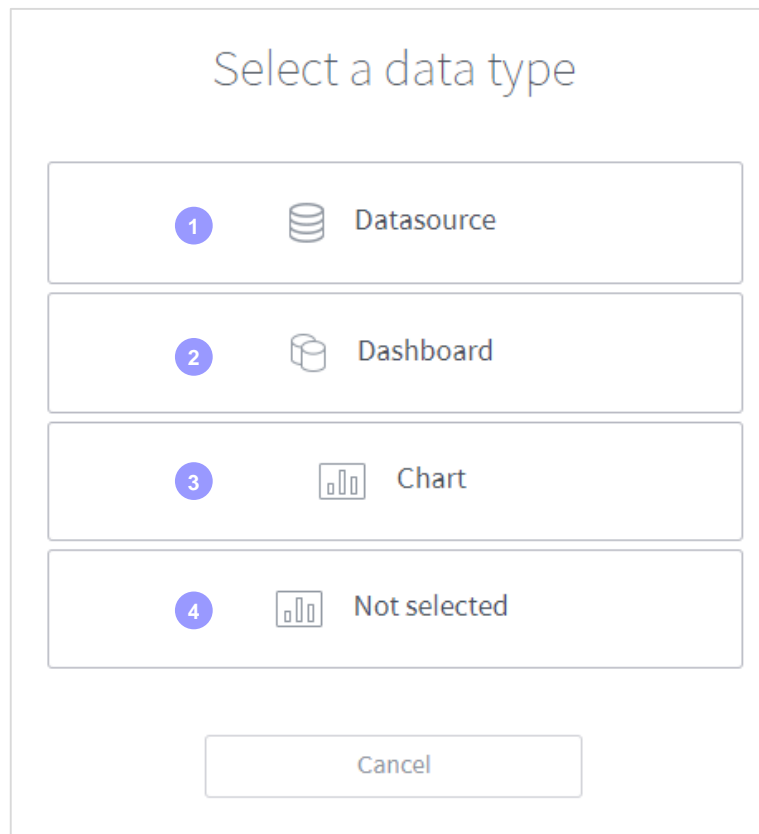 Select a data type
1 Datasource
2 Dashboard
3 Chart
4 Not selected
Cancel